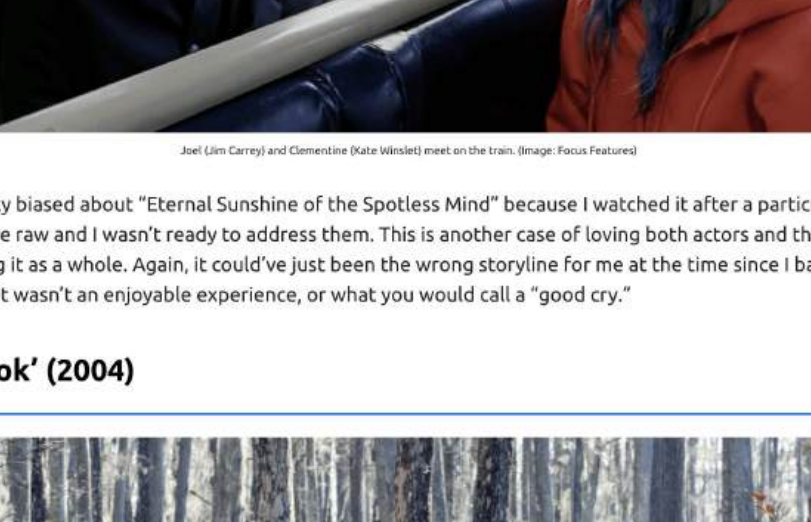 Joel (Jim Carrey) and Clementine (Kate Winslet) meet on the train. (Image: Focus Features)
y biased about “Eternal Sunshine of the Spotless Mind” because I watched it after a partic
e raw and I wasn’t ready to address them. This is another case of loving both actors and th
g it as a whole. Again, it could’ve just been the wrong storyline for me at the time since I ba
t wasn’t an enjoyable experience, or what you would call a “good cry.”
ok’ (2004)